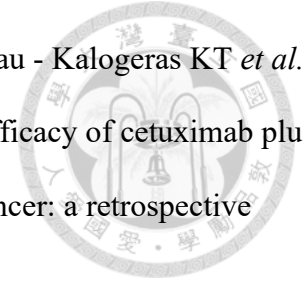 au - Kalogeras KT et al.
fficacy of cetuximab plu
ncer: a retrospective